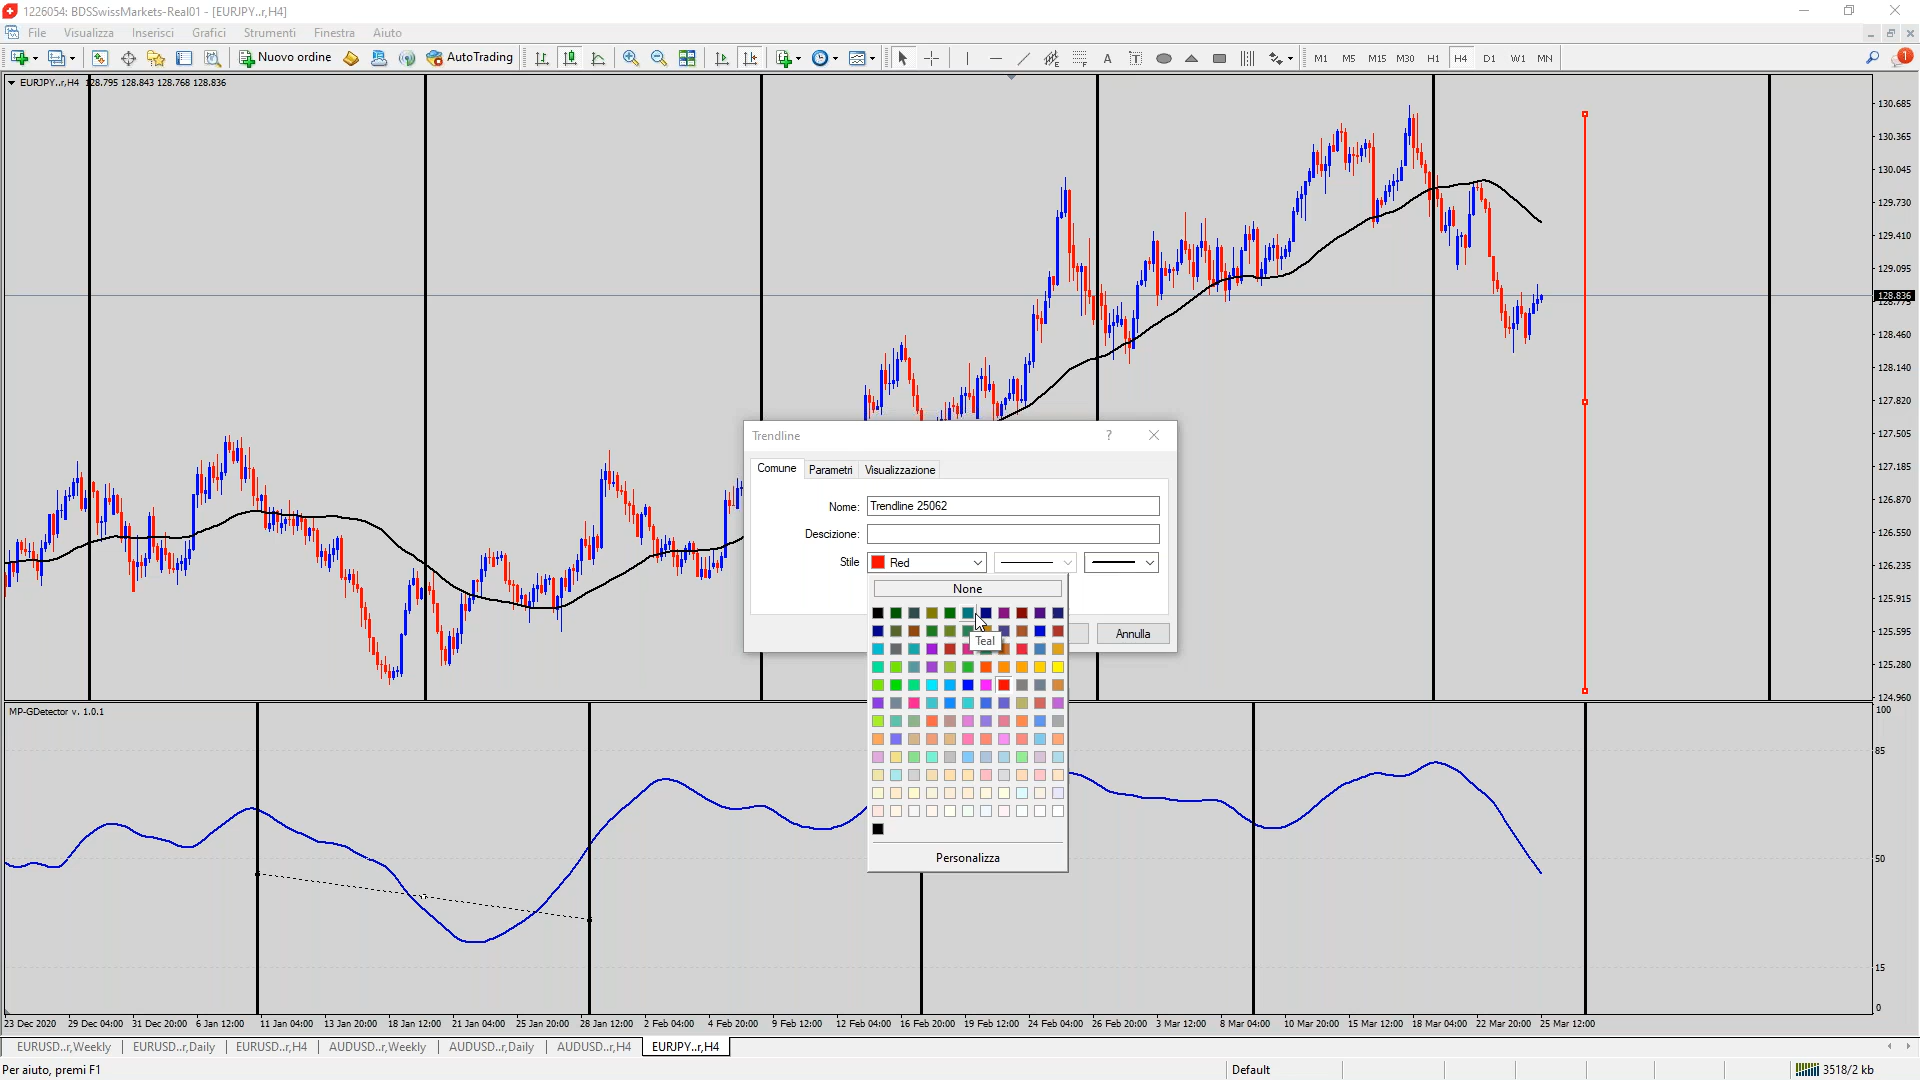 1226054: BDSSwissMarkets-Real01 - [EURJPY..r,H4]
File Visualizza Inserisci Grafici Strumenti Finestra Aiuto
Nuovo ordine AutoTrading A T M1 M5 M15 M30 H1 H4 D1 W1 MN 1
EURJPY..r,H4 128.795 128.843 128.768 128.836
130.685
130.365
130.045
129.730
129.410
129.095
128.836
128.775
128.460
128.140
127.820
127.505
127.185
126.870
126.550
126.235
125.915
125.595
125.280
124.960
Trendline ?
Comune Parametri Visualizzazione
Nome: Trendline 25062
Descizione:
Stile Red
None
Teal
Annulla
Personalizza
MP-GDetector v. 1.0.1
100
85
50
15
0
23 Dec 2020 29 Dec 04:00 31 Dec 20:00 6 Jan 12:00 11 Jan 04:00 13 Jan 20:00 18 Jan 12:00 21 Jan 04:00 25 Jan 20:00 28 Jan 12:00 2 Feb 04:00 4 Feb 20:00 9 Feb 12:00 12 Feb 04:00 16 Feb 20:00 19 Feb 12:00 24 Feb 04:00 26 Feb 20:00 3 Mar 12:00 8 Mar 04:00 10 Mar 20:00 15 Mar 12:00 18 Mar 04:00 22 Mar 20:00 25 Mar 12:00
EURUSD..r,Weekly EURUSD..r,Daily EURUSD..r,H4 AUDUSD..r,Weekly AUDUSD..r,Daily AUDUSD..r,H4 EURJPY..r,H4
Per aiuto, premi F1 Default 3518/2 kb